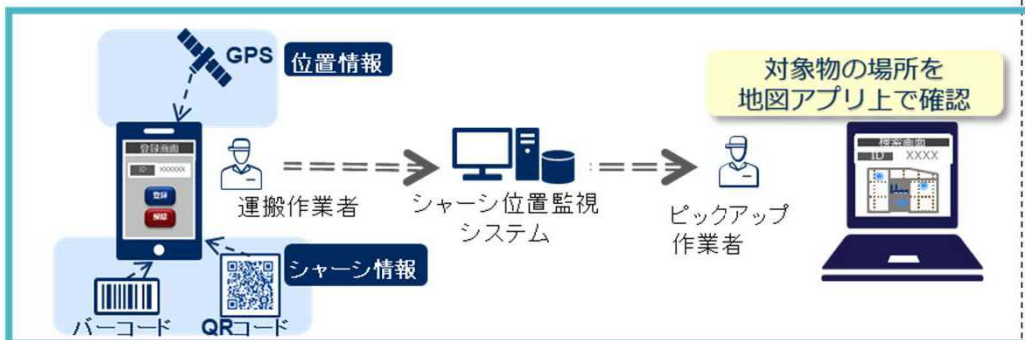 GPS
位置情報
対象物の場所を
地図アプリ上で確認
登録画面
ID XXXXXX
登録
解除
運搬作業者
シャーシ位置監視
システム
ピックアップ
作業者
検索画面
ID XXXX
シャーシ情報
バーコード
QRコード